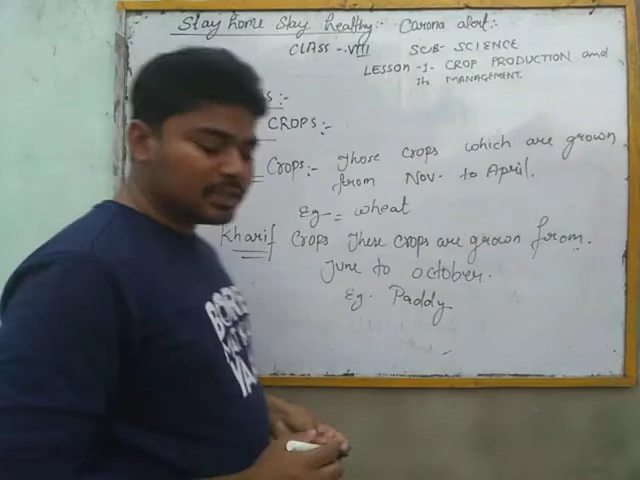 Stay home Stay healthy:- Carona alert:-
CLASS-VIII SUB- SCIENCE
LESSON-1- CROP PRODUCTION and its MANAGEMENT.
S:-
CROPS:-
Crops:- Those crops which are grown
from Nov- to April.
Eg-= wheat
Kharif Crops These crops are grown from.
June to october.
Eg. Paddy